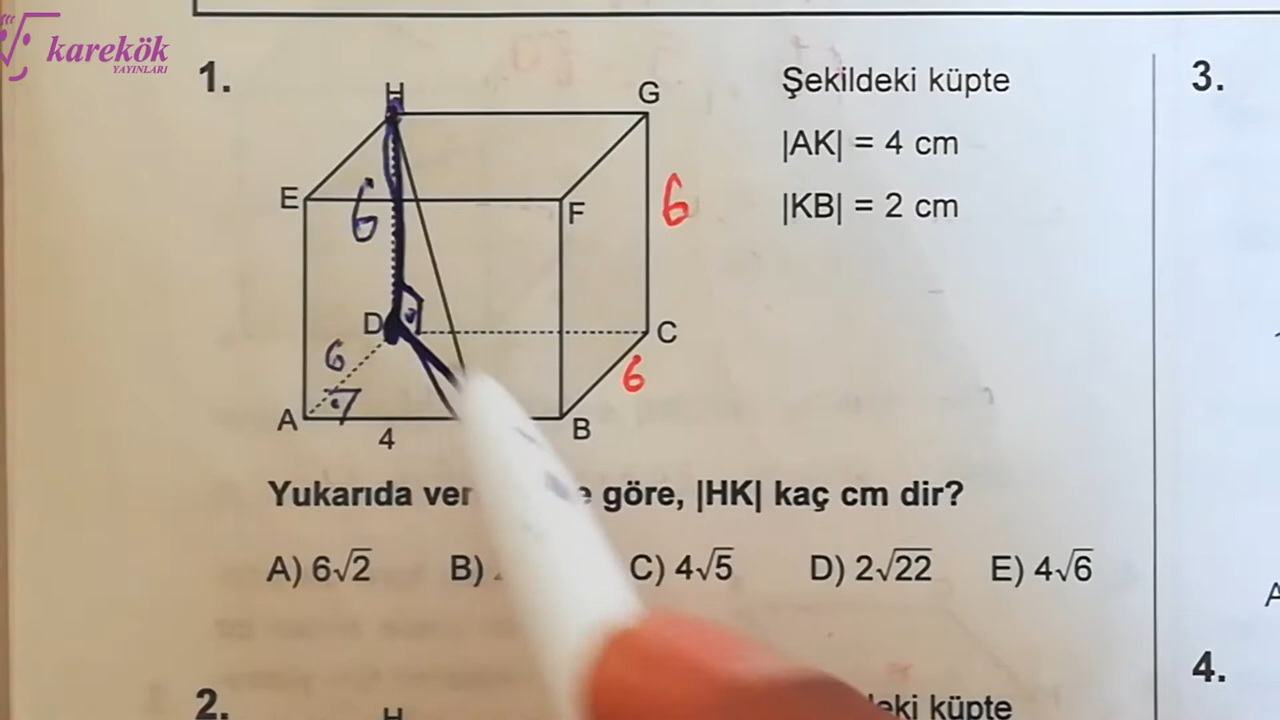 karekök
YAYINLARI
1.
H
G
E
F
6
6
D
C
6
6
A
B
4
Şekildeki küpte
|AK| = 4 cm
|KB| = 2 cm
Yukarıda göre, |HK| kaç cm dir?
A) 6√2 B) C) 4√5 D) 2√22 E) 4√6
2.
H
küpte
3.
4.
A